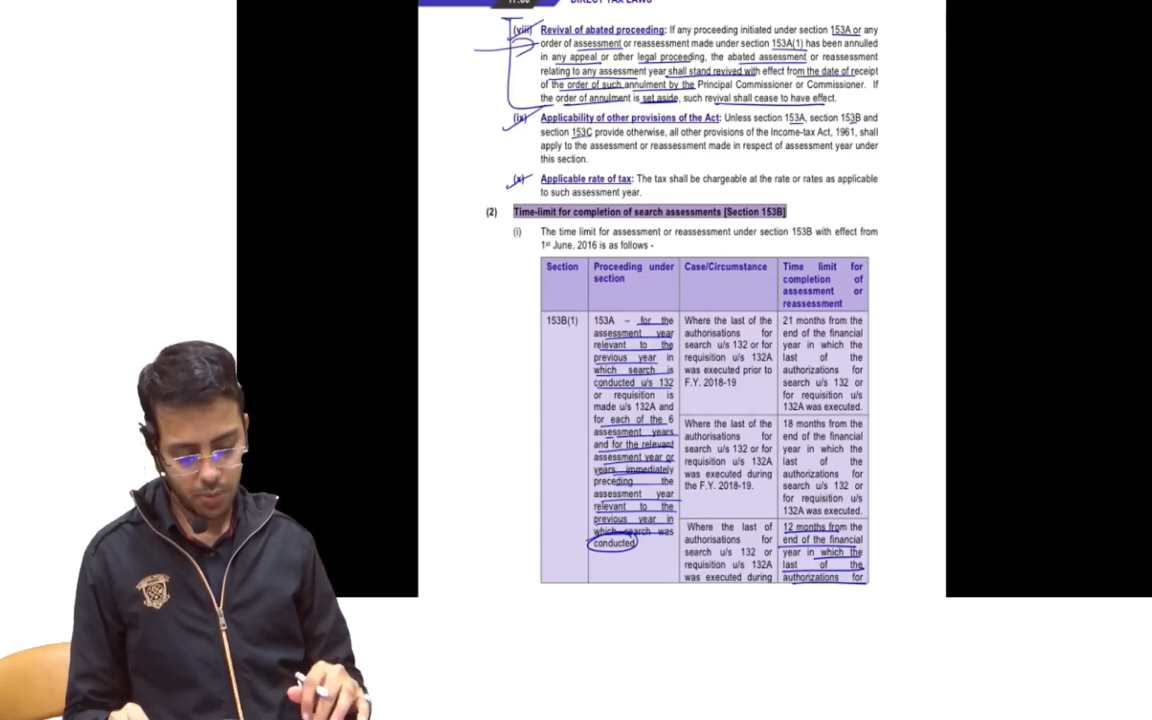 DIRECT TAX LAWS
(viii) Revival of abated proceeding: If any proceeding initiated under section 153A or any
order of assessment or reassessment made under section 153A(1) has been annulled
in any appeal or other legal proceeding, the abated assessment or reassessment
relating to any assessment year shall stand revived with effect from the date of receipt
of the order of such annulment by the Principal Commissioner or Commissioner. If
the order of annulment is set aside, such revival shall cease to have effect.
(ix) Applicability of other provisions of the Act: Unless section 153A, section 153B and
section 153C provide otherwise, all other provisions of the Income-tax Act, 1961, shall
apply to the assessment or reassessment made in respect of assessment year under
this section.
(x) Applicable rate of tax: The tax shall be chargeable at the rate or rates as applicable
to such assessment year.
(2) Time-limit for completion of search assessments [Section 153B]
(i) The time limit for assessment or reassessment under section 153B with effect from
1st June, 2016 is as follows -
Section
Proceeding under
section
Case/Circumstance
Time limit for
completion of
assessment or
reassessment
153B(1)
153A – for the
assessment year
relevant to the
previous year in
which search is
conducted u/s 132
or requisition is
made u/s 132A and
for each of the 6
assessment years
and for the relevant
assessment year or
years immediately
preceding the
assessment year
relevant to the
previous year in
which search was
conducted
Where the last of the
authorisations for
search u/s 132 or for
requisition u/s 132A
was executed prior to
F.Y. 2018-19
21 months from the
end of the financial
year in which the
last of the
authorizations for
search u/s 132 or
for requisition u/s
132A was executed.
Where the last of the
authorisations for
search u/s 132 or for
requisition u/s 132A
was executed during
the F.Y. 2018-19.
18 months from the
end of the financial
year in which the
last of the
authorizations for
search u/s 132 or
for requisition u/s
132A was executed.
Where the last of
authorisations for
search u/s 132 or
requisition u/s 132A
was executed during
12 months from the
end of the financial
year in which the
last of the
authorizations for